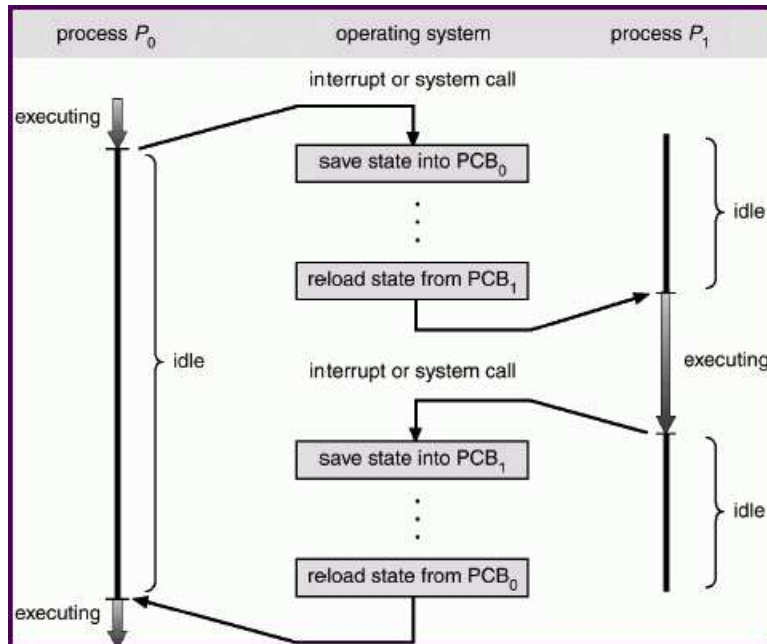 process P0
operating system
process P1
interrupt or system call
executing
save state into PCB0
idle
reload state from PCB1
idle
interrupt or system call
executing
save state into PCB1
idle
reload state from PCB0
executing